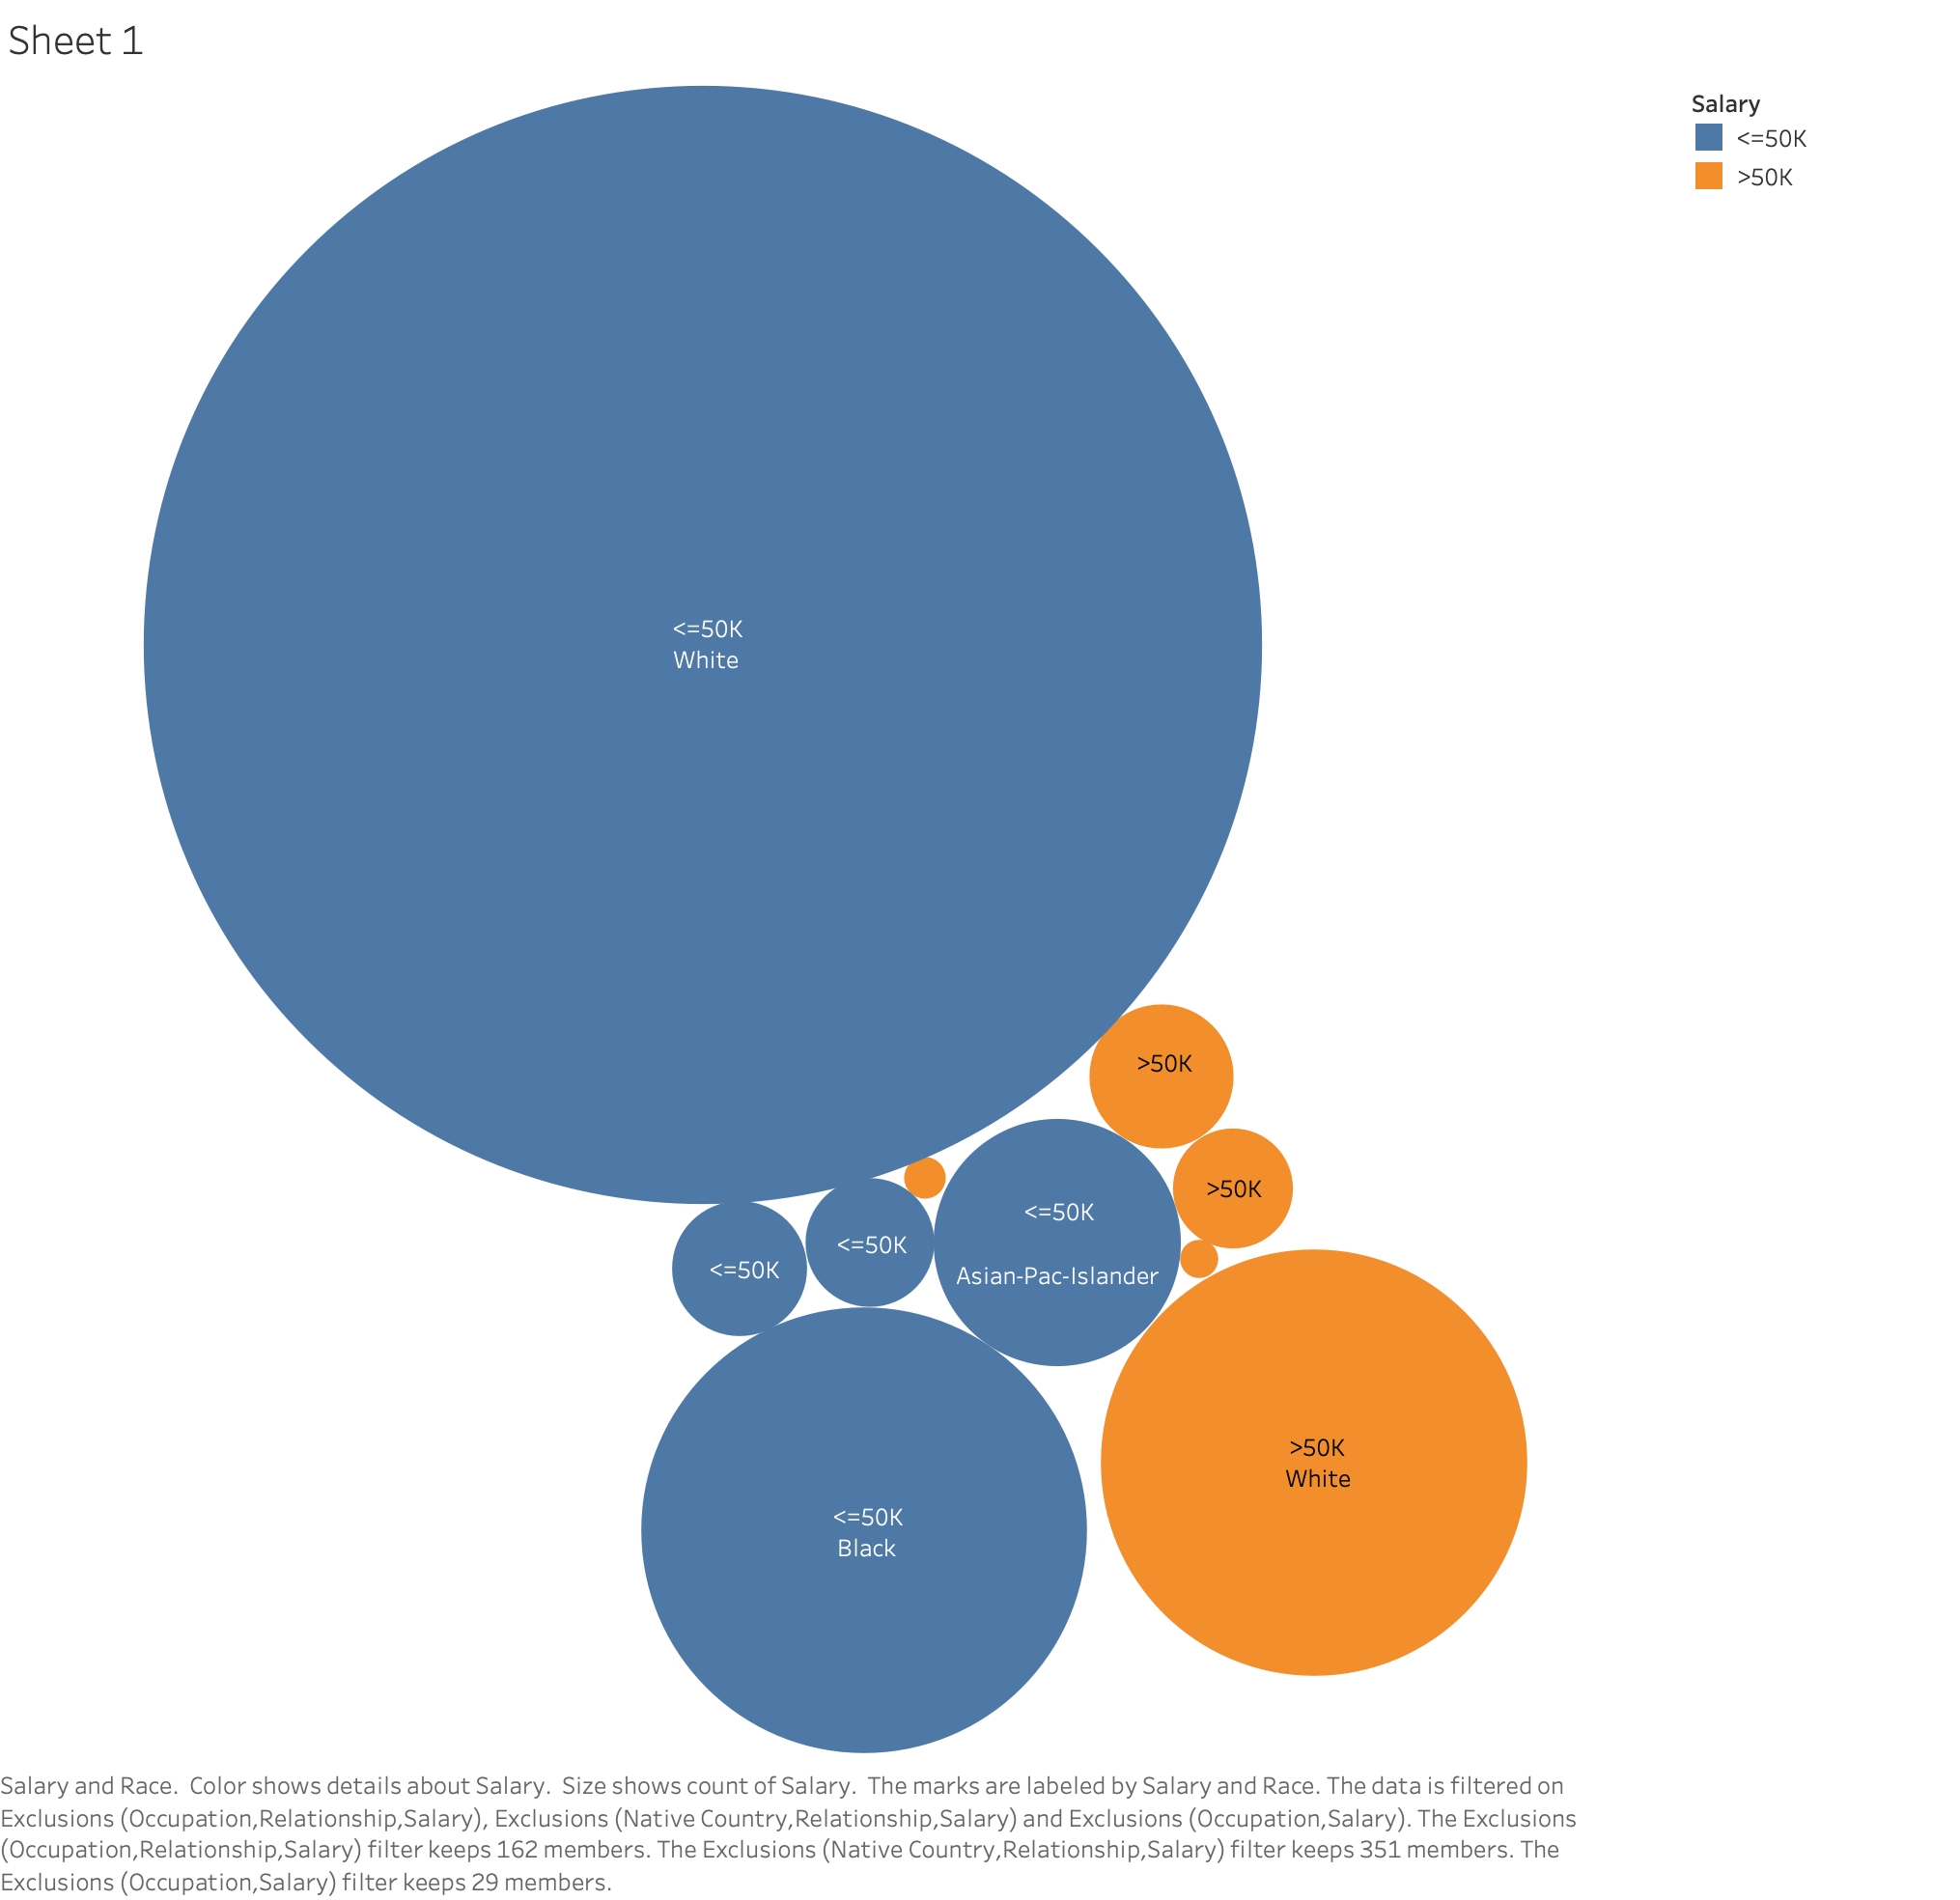 Sheet 1
Salary
<=50K
>50K
<=50K
White
>50K
>50K
<=50K
Asian-Pac-Islander
<=50K
<=50K
>50K
White
<=50K
Black
Salary and Race.  Color shows details about Salary.  Size shows count of Salary.  The marks are labeled by Salary and Race. The data is filtered on
Exclusions (Occupation,Relationship,Salary), Exclusions (Native Country,Relationship,Salary) and Exclusions (Occupation,Salary). The Exclusions
(Occupation,Relationship,Salary) filter keeps 162 members. The Exclusions (Native Country,Relationship,Salary) filter keeps 351 members. The
Exclusions (Occupation,Salary) filter keeps 29 members.